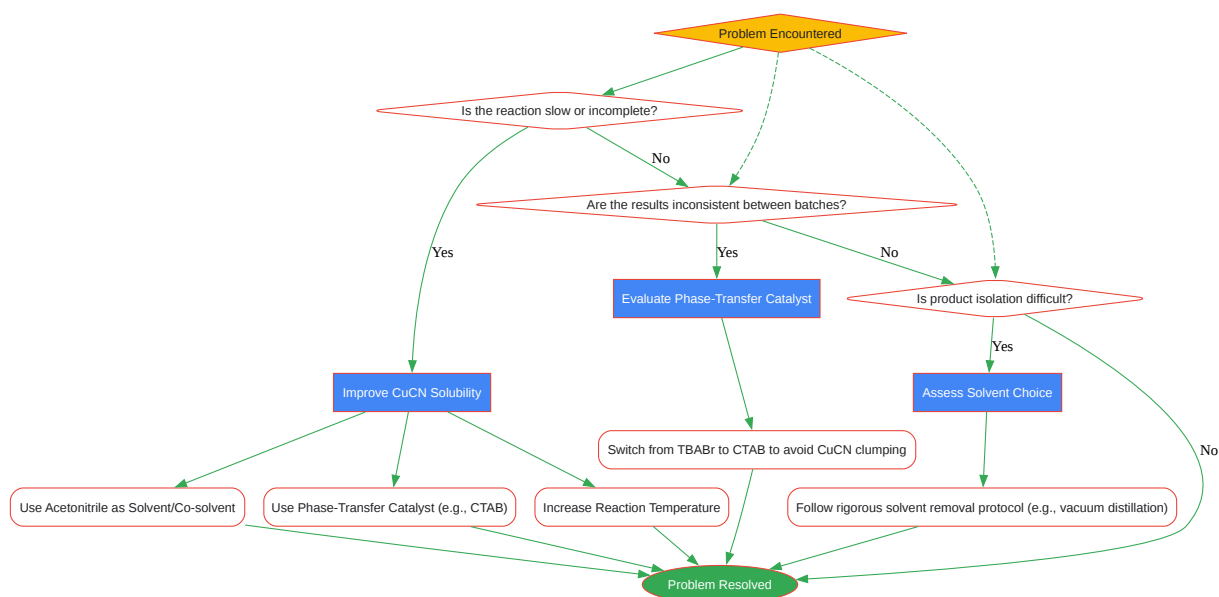 Problem Encountered
Is the reaction slow or incomplete?
No
Are the results inconsistent between batches?
Yes
Yes
No
Evaluate Phase-Transfer Catalyst
Is product isolation difficult?
Yes
Improve CuCN Solubility
Assess Solvent Choice
Switch from TBABr to CTAB to avoid CuCN clumping
No
Use Acetonitrile as Solvent/Co-solvent
Use Phase-Transfer Catalyst (e.g., CTAB)
Increase Reaction Temperature
Follow rigorous solvent removal protocol (e.g., vacuum distillation)
Problem Resolved